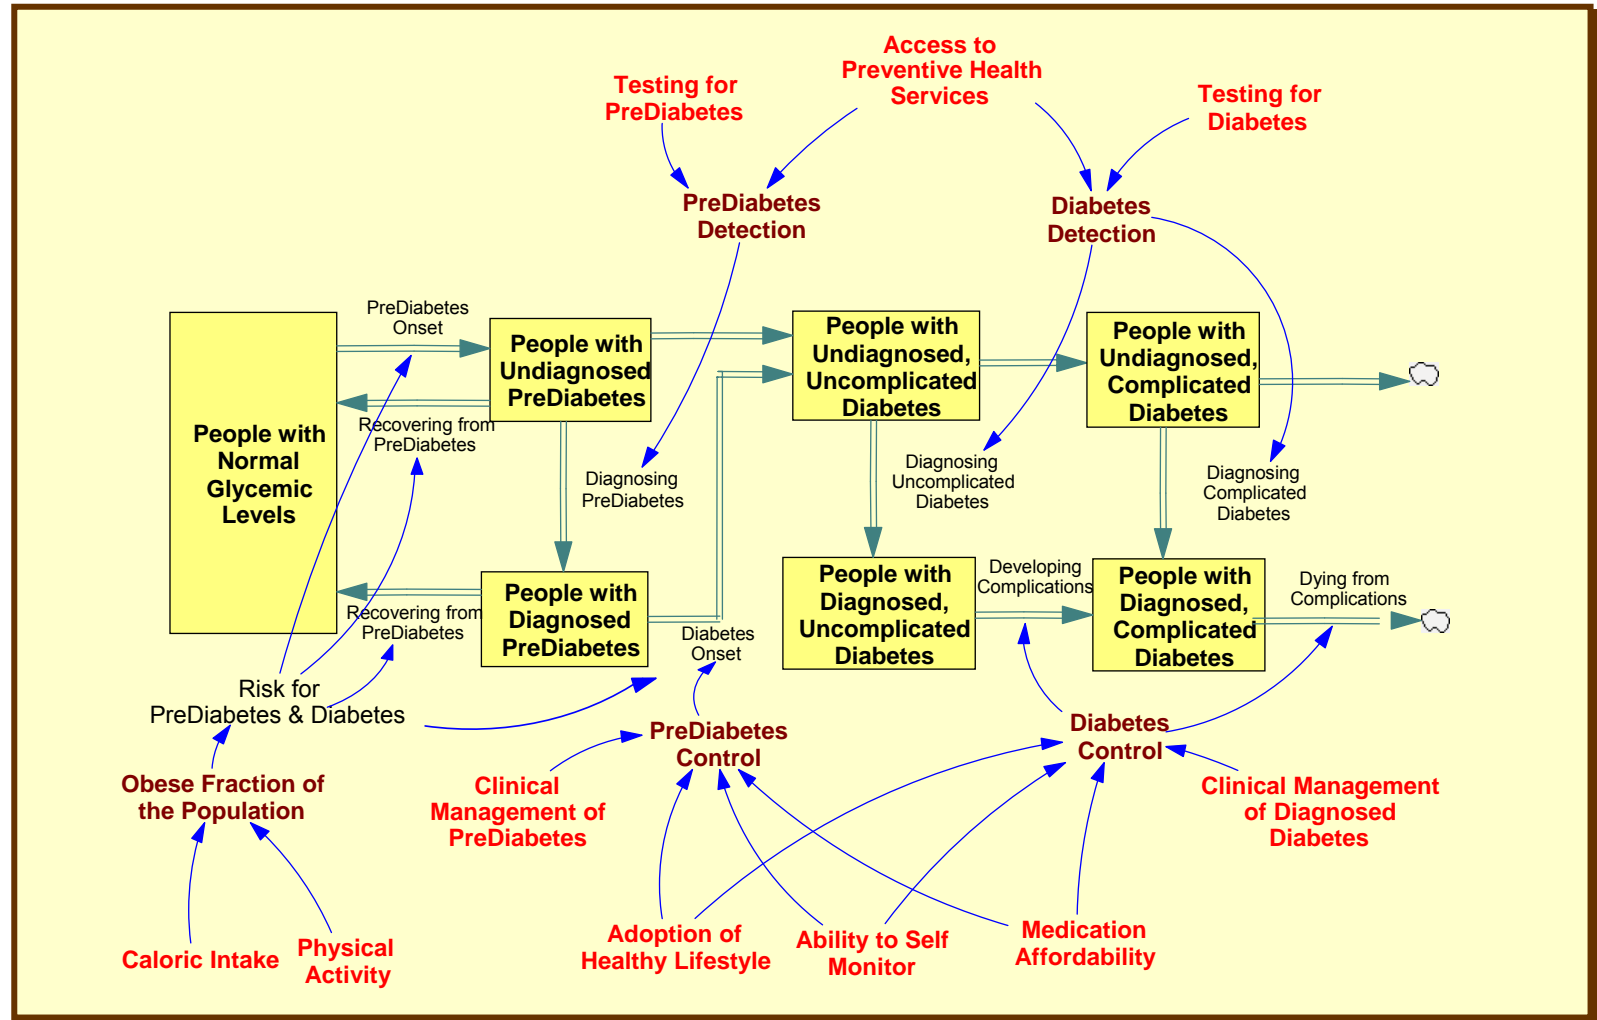 Access to
Preventive Health
Services
Testing for
PreDiabetes
Testing for
Diabetes
PreDiabetes
Detection
Diabetes
Detection
PreDiabetes
Onset
People with
Undiagnosed
PreDiabetes
People with
Undiagnosed,
Uncomplicated
Diabetes
People with
Undiagnosed,
Complicated
Diabetes
People with
Normal
Glycemic
Levels
Recovering from
PreDiabetes
Diagnosing
PreDiabetes
Diagnosing
Uncomplicated
Diabetes
Diagnosing
Complicated
Diabetes
People with
Diagnosed
PreDiabetes
Recovering from
PreDiabetes
People with
Diagnosed,
Uncomplicated
Diabetes
Developing
Complications
People with
Diagnosed,
Complicated
Diabetes
Dying from
Complications
Diabetes
Onset
Risk for
PreDiabetes & Diabetes
PreDiabetes
Control
Diabetes
Control
Obese Fraction of
the Population
Clinical
Management of
PreDiabetes
Clinical Management
of Diagnosed
Diabetes
Caloric Intake
Physical
Activity
Adoption of
Healthy Lifestyle
Ability to Self
Monitor
Medication
Affordability